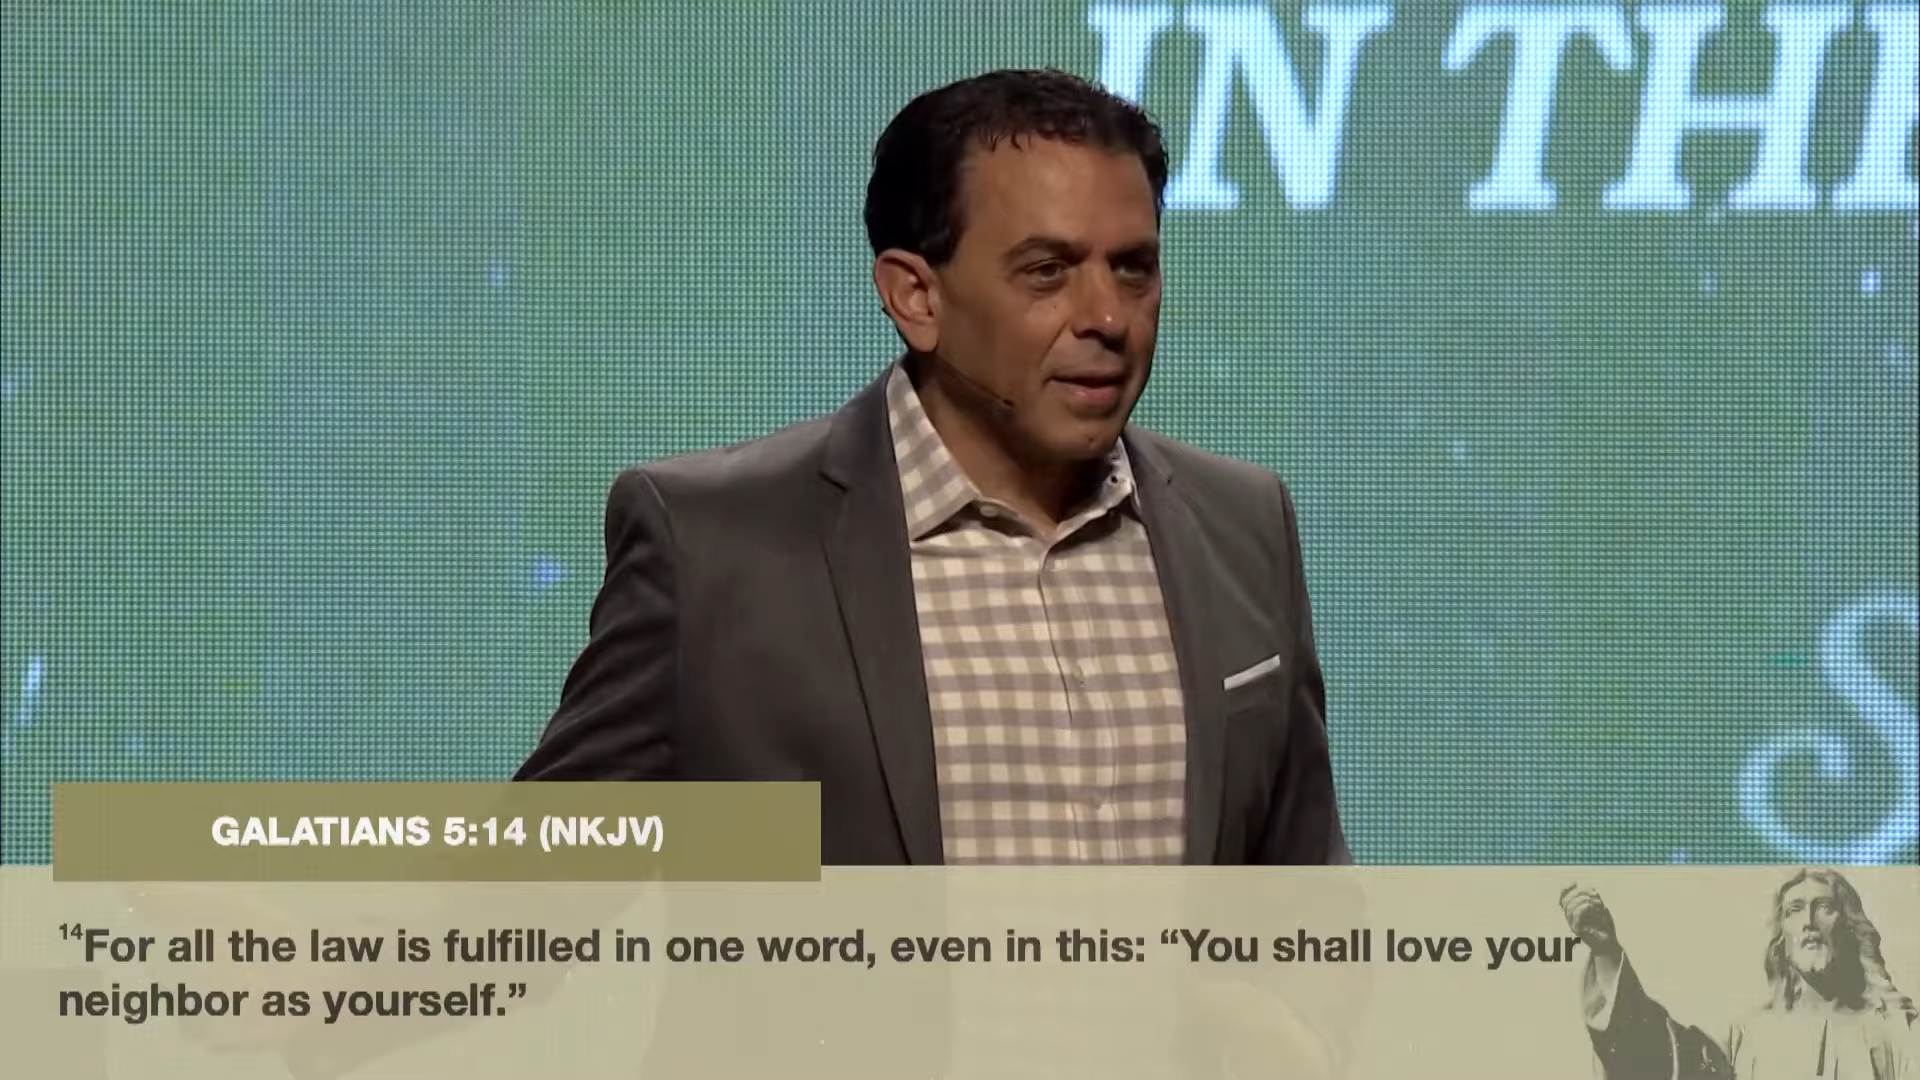 IN THE
S
GALATIANS 5:14 (NKJV)
14For all the law is fulfilled in one word, even in this: “You shall love your
neighbor as yourself.”